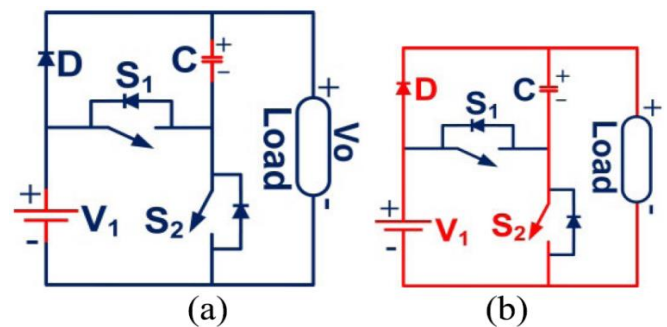 D
S1
C
+
-
+
Load
Vo
-
+
V1
-
S2
(a)
D
S1
C
+
-
+
Load
-
+
V1
-
S2
(b)